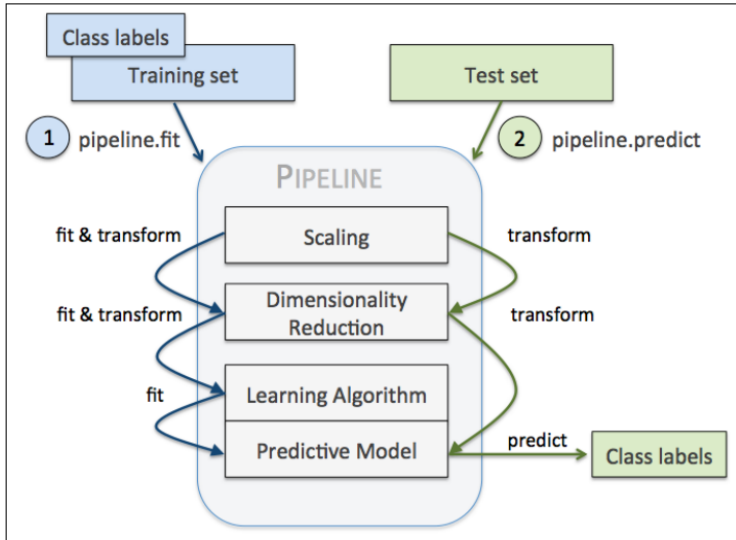 Class labels
Training set
Test set
1 pipeline.fit
2 pipeline.predict
PIPELINE
fit & transform
Scaling
transform
fit & transform
Dimensionality
Reduction
transform
fit
Learning Algorithm
Predictive Model
predict
Class labels